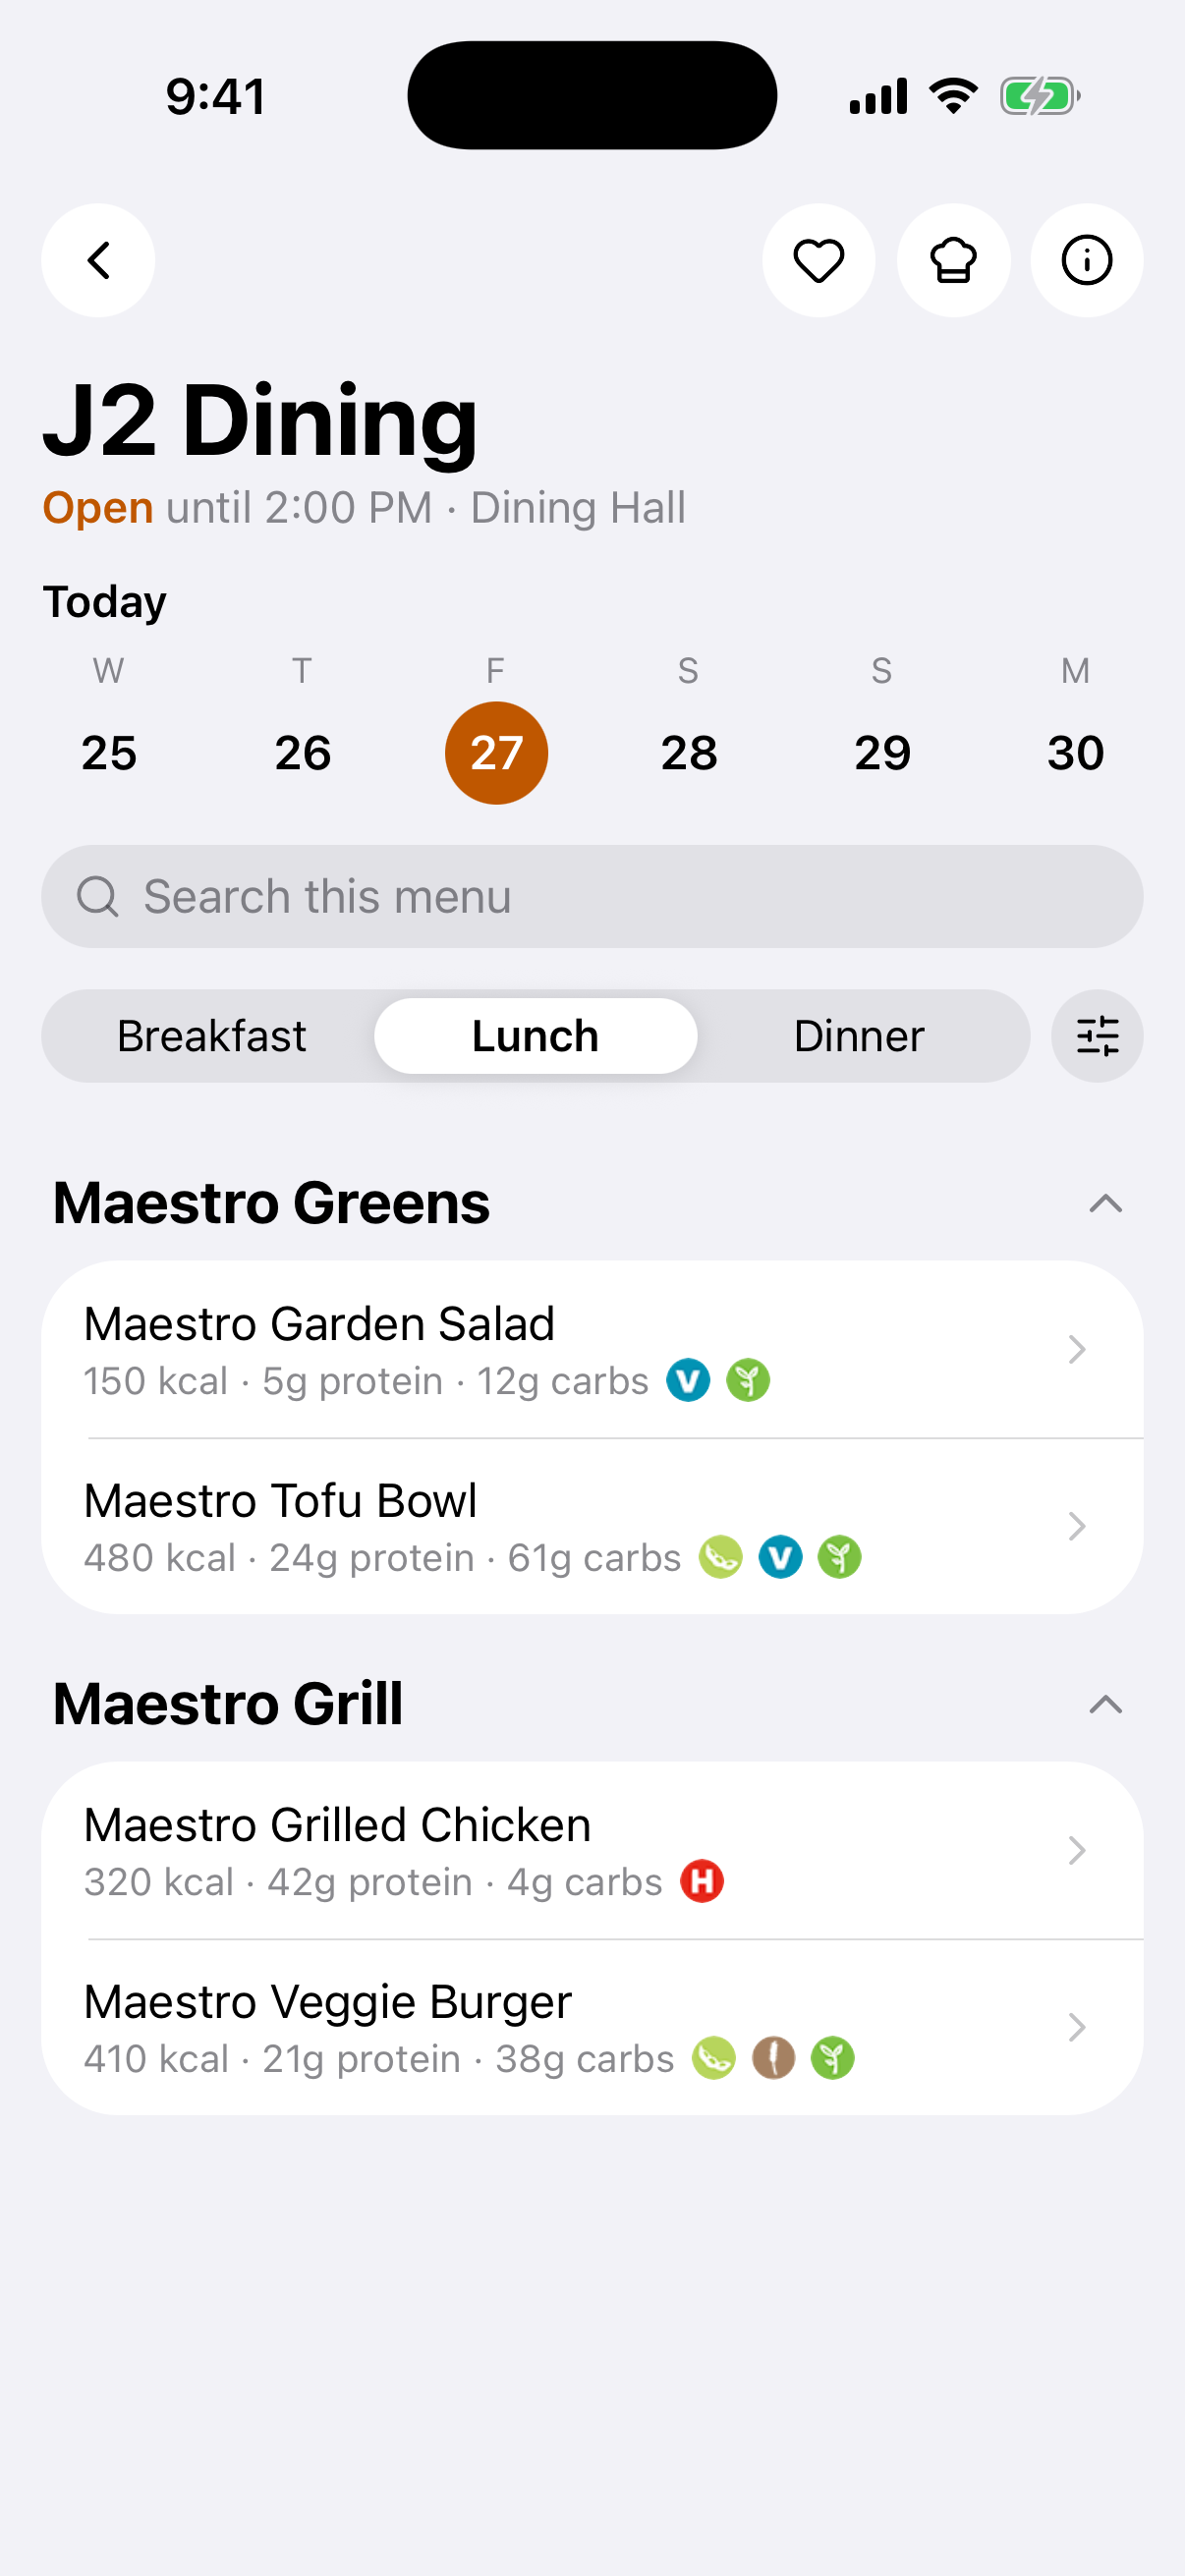 9:41
J2 Dining
Open until 2:00 PM · Dining Hall
Today
W T F S S M
25 26 27 28 29 30
Search this menu
Breakfast Lunch Dinner
Maestro Greens
Maestro Garden Salad
150 kcal · 5g protein · 12g carbs V
Maestro Tofu Bowl
480 kcal · 24g protein · 61g carbs V
Maestro Grill
Maestro Grilled Chicken
320 kcal · 42g protein · 4g carbs H
Maestro Veggie Burger
410 kcal · 21g protein · 38g carbs